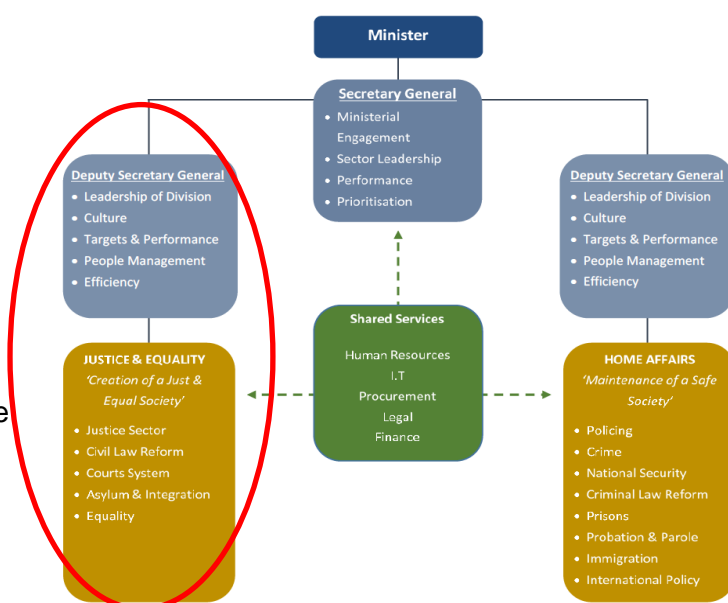 Minister
Secretary General
• Ministerial
Engagement
• Sector Leadership
• Performance
• Prioritisation
Deputy Secretary General
• Leadership of Division
• Culture
• Targets & Performance
• People Management
• Efficiency
Deputy Secretary General
• Leadership of Division
• Culture
• Targets & Performance
• People Management
• Efficiency
Shared Services
Human Resources
I.T
Procurement
Legal
Finance
JUSTICE & EQUALITY
'Creation of a Just &
Equal Society'
• Justice Sector
• Civil Law Reform
• Courts System
• Asylum & Integration
• Equality
HOME AFFAIRS
'Maintenance of a Safe
Society'
• Policing
• Crime
• National Security
• Criminal Law Reform
• Prisons
• Probation & Parole
• Immigration
• International Policy
e